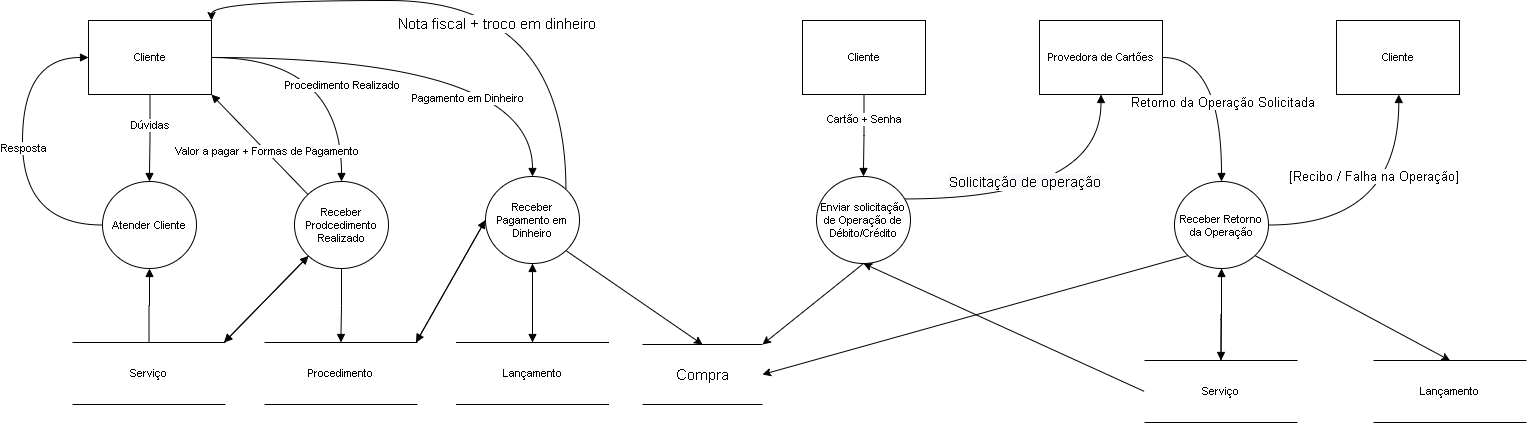 Nota fiscal + troco em dinheiro
Cliente
Cliente
Provedora de Cartões
Cliente
Procedimento Realizado
Pagamento em Dinheiro
Retorno da Operação Solicitada
Dúvidas
Cartão + Senha
Resposta
Valor a pagar + Formas de Pagamento
Solicitação de operação
[Recibo / Falha na Operação]
Atender Cliente
Receber
Prodcedimento
Realizado
Receber
Pagamento em
Dinheiro
Enviar solicitação
de Operação de
Débito/Crédito
Receber Retorno
da Operação
Serviço
Procedimento
Lançamento
Compra
Serviço
Lançamento